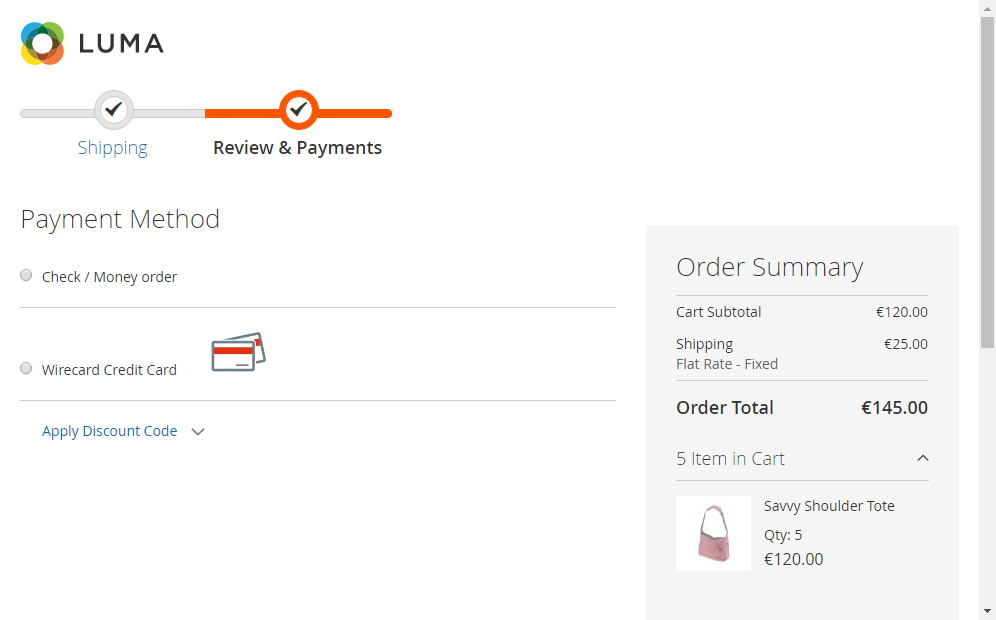 LUMA
Shipping
Review & Payments
Payment Method
Check / Money order
Wirecard Credit Card
Apply Discount Code
Order Summary
Cart Subtotal €120.00
Shipping €25.00
Flat Rate - Fixed
Order Total €145.00
5 Item in Cart
Savvy Shoulder Tote
Qty: 5
€120.00